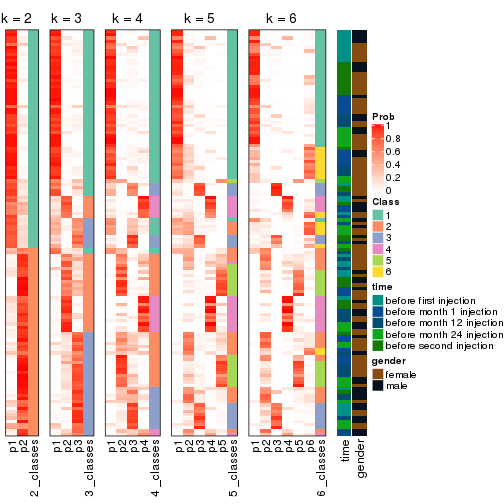 k = 2 k = 3 k = 4 k = 5 k = 6
Prob
1
0.8
0.6
0.4
0.2
0
Class
1
2
3
4
5
6
time
before first injection
before month 1 injection
before month 12 injection
before month 24 injection
before second injection
gender
female
male
p1 p2 2_classes p1 p2 p3 3_classes p1 p2 p3 p4 4_classes p1 p2 p3 p4 p5 5_classes p1 p2 p3 p4 p5 p6 6_classes time gender